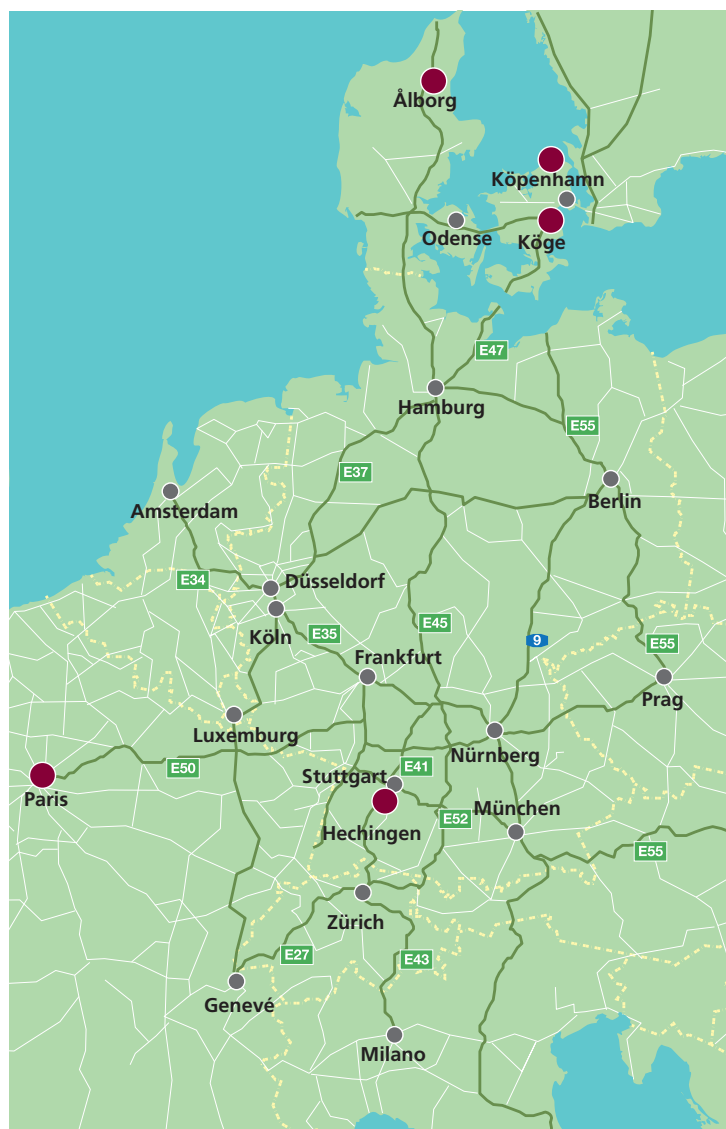 Ålborg
Köpenhamn
Odense
Köge
E47
Hamburg
E55
E37
Berlin
Amsterdam
E34
Düsseldorf
Köln
E35
E45
9
E55
Frankfurt
Prag
Luxemburg
Nürnberg
E50
Stuttgart
E41
Paris
Hechingen
E52
München
E55
Zürich
E27
E43
Genevé
Milano